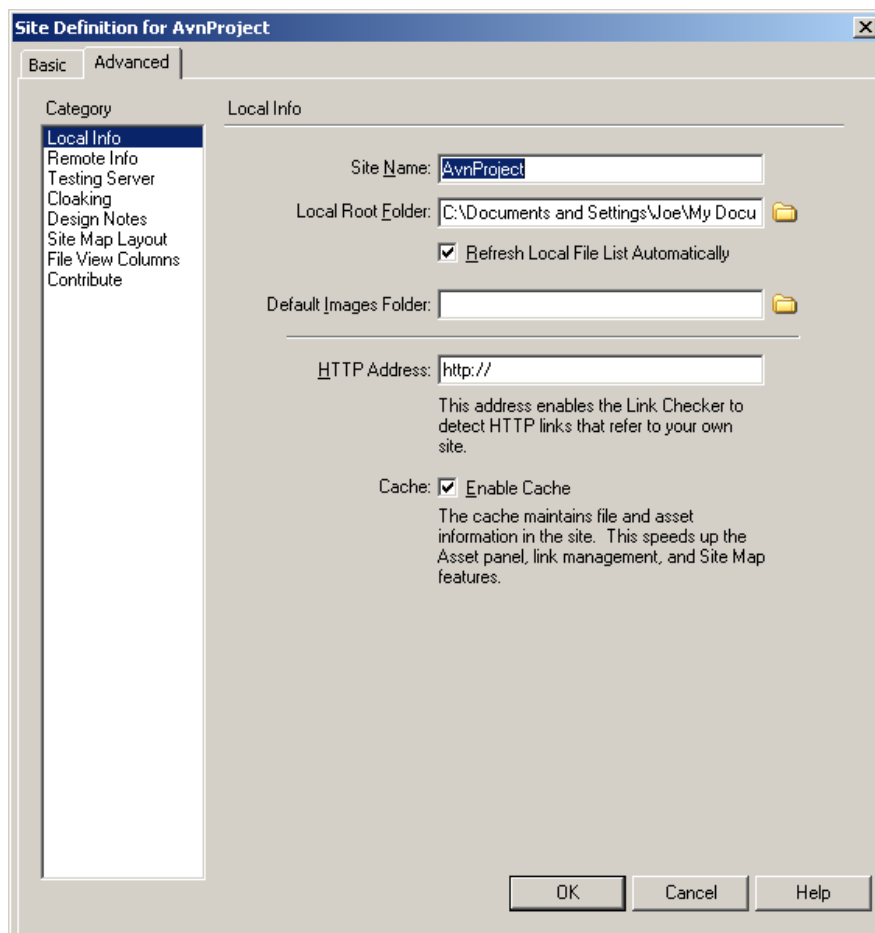 Site Definition for AvnProject
Basic
Advanced
Category
Local Info
Remote Info
Testing Server
Cloaking
Design Notes
Site Map Layout
File View Columns
Contribute
Local Info
Site Name: AvnProject
Local Root Folder: C:\Documents and Settings\Joe\My Docu
Refresh Local File List Automatically
Default Images Folder:
HTTP Address: http://
This address enables the Link Checker to
detect HTTP links that refer to your own
site.
Cache: Enable Cache
The cache maintains file and asset
information in the site. This speeds up the
Asset panel, link management, and Site Map
features.
OK
Cancel
Help